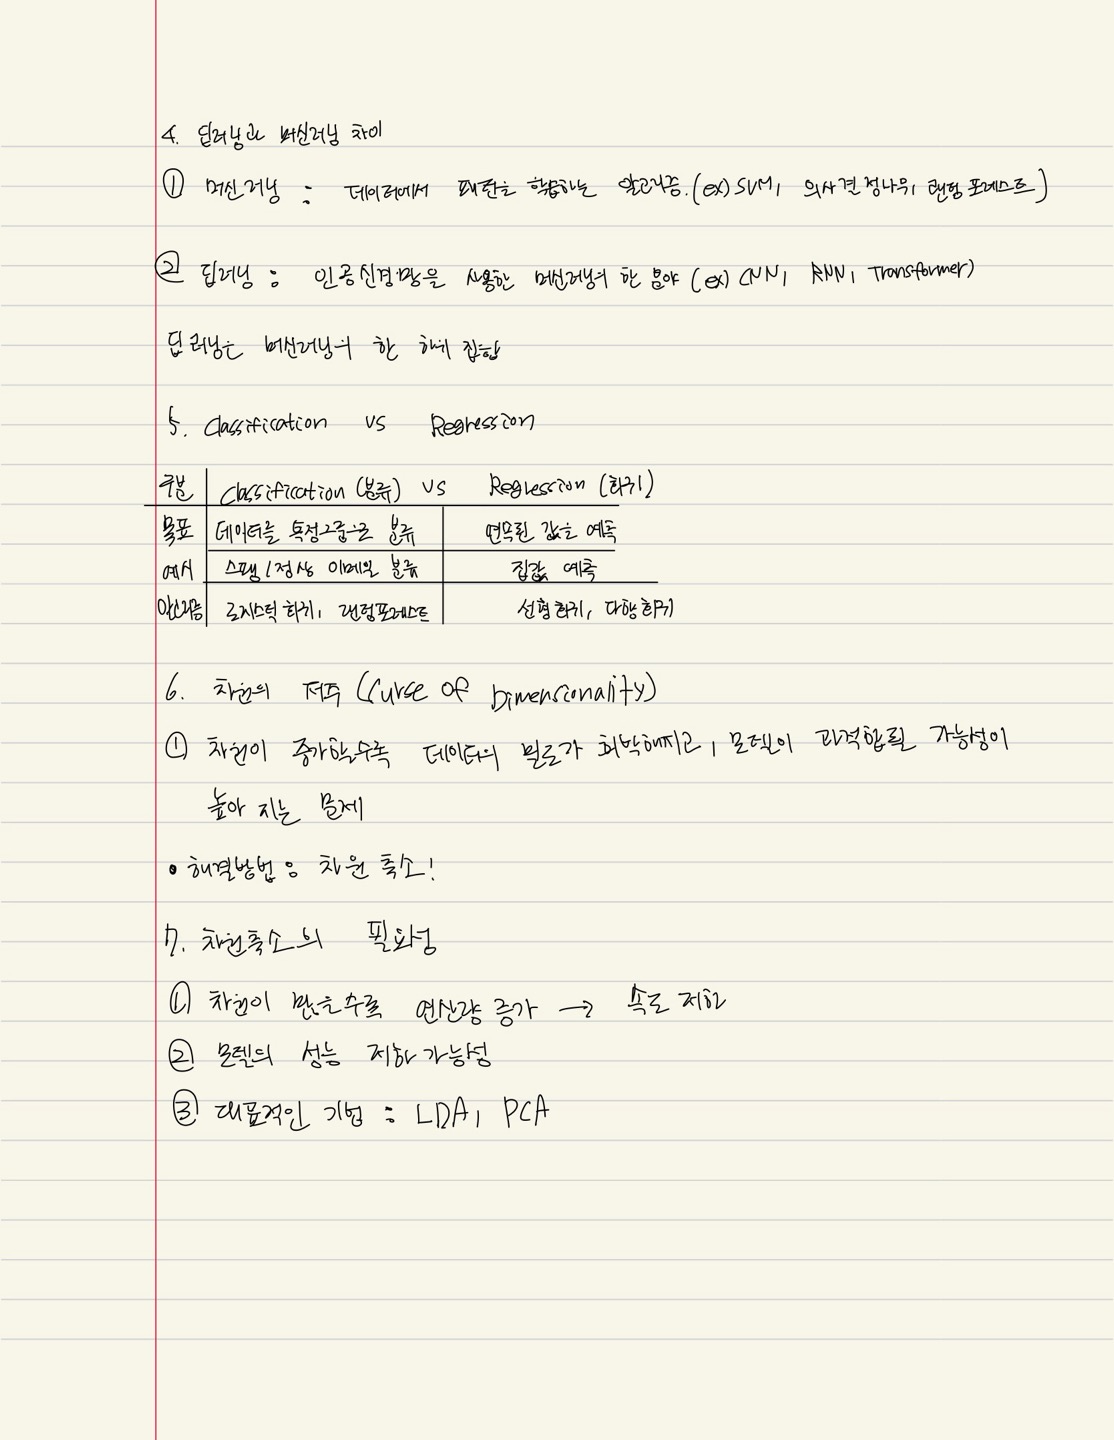 4. 딥러닝과 머신러닝 차이
① 머신러닝 : 데이터에서 패턴을 학습하는 알고리즘. (ex) SVM, 의사결정나무, 랜덤 포레스트)
② 딥러닝 : 인공신경망을 사용한 머신러닝의 한 분야 (ex) CNN, RNN, Transformer)
딥러닝은 머신러닝의 한 하위 집합
5. Classification vs Regression
구분 Classification (분류) vs Regression (회귀)
목표 데이터를 특정그룹으로 분류 연속된 값을 예측
예시 스팸/정상 이메일 분류 집값 예측
알고리즘 로지스틱 회귀, 랜덤포레스트 선형회귀, 다항회귀
6. 차원의 저주 (Curse of Dimensionality)
① 차원이 증가할수록 데이터의 밀도가 희박해지고, 모델이 과적합될 가능성이
높아 지는 문제
• 해결방법 : 차원 축소!
7. 차원축소의 필요성
① 차원이 많을수록 연산량 증가 → 속도 저하
② 모델의 성능 저하 가능성
③ 대표적인 기법 : LDA, PCA